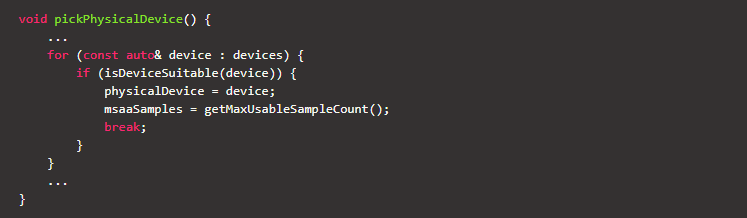 void pickPhysicalDevice() {
    ...
    for (const auto& device : devices) {
        if (isDeviceSuitable(device)) {
            physicalDevice = device;
            msaaSamples = getMaxUsableSampleCount();
            break;
        }
    }
    ...
}